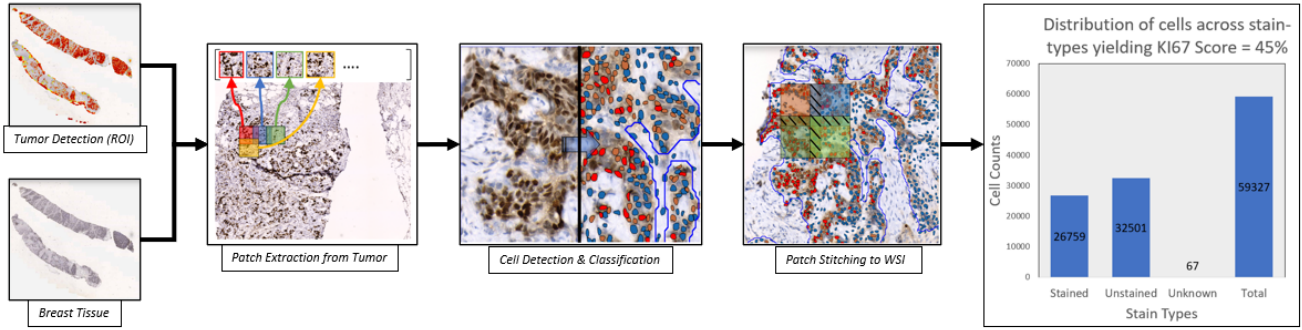 Tumor Detection (ROI)
Breast Tissue
....
Patch Extraction from Tumor
Cell Detection & Classification
Patch Stitching to WSI
Distribution of cells across stain-
types yielding KI67 Score = 45%
Cell Counts
70000
60000
50000
40000
30000
20000
10000
0
26759
32501
67
59327
Stained Unstained Unknown Total
Stain Types